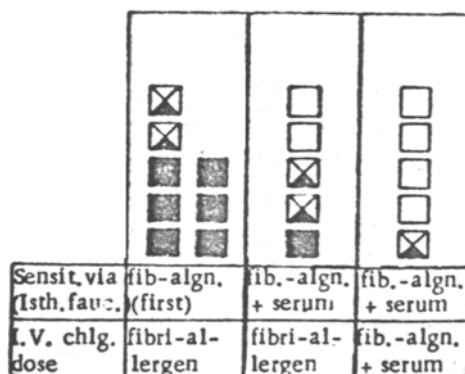 Sensit. via fib-algn. fib.-algn. fib.-algn.
(Isth. fauc.) (first) + serum + serum
I.V. chlg. fibri-al- fibri-al- fib.-algn.
dose lergen lergen + serum